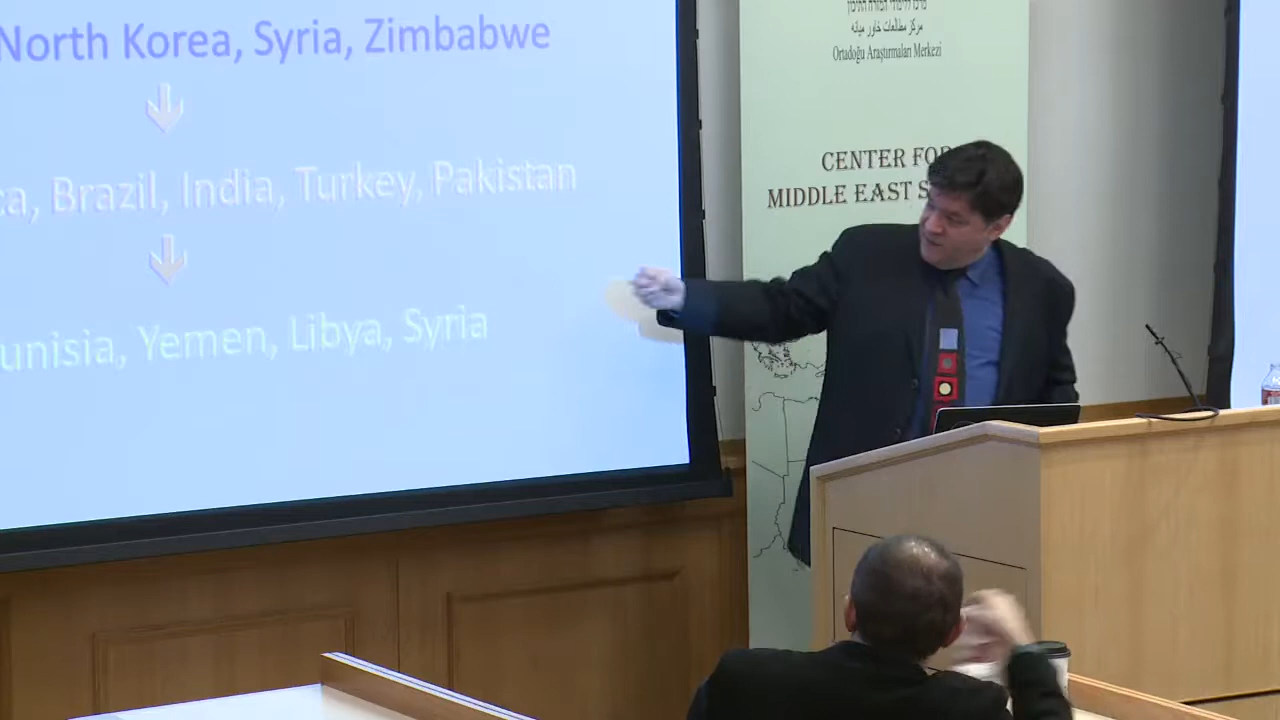 North Korea, Syria, Zimbabwe
Brazil, India, Turkey, Pakistan
Yemen, Libya, Syria
مرکز مطالعات خاور میانه
Ortadoğu Araştırmaları Merkezi
CENTER FOR
MIDDLE EAST